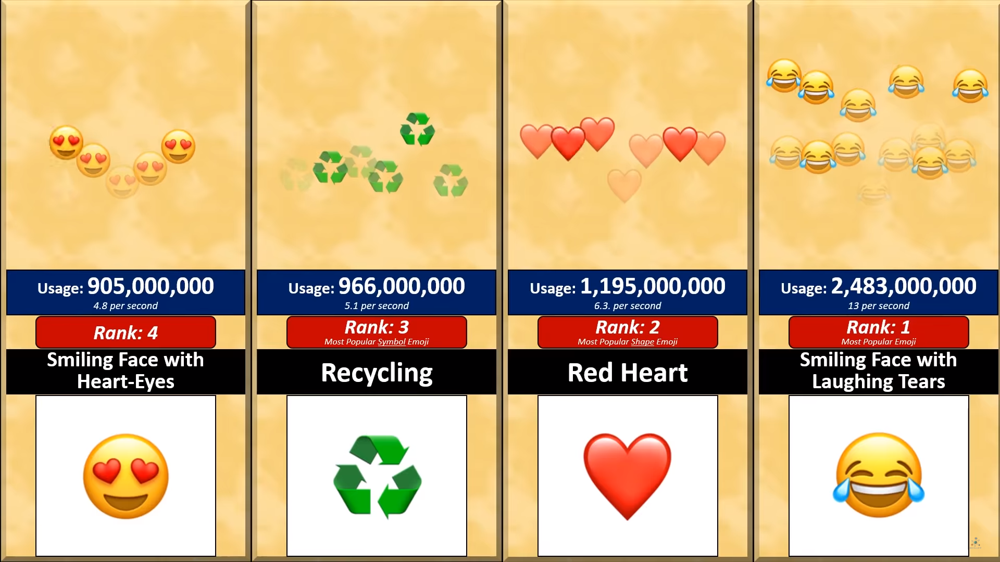 Usage: 905,000,000
4.8 per second
Rank: 4
Smiling Face with
Heart-Eyes
Usage: 966,000,000
5.1 per second
Rank: 3
Most Popular Symbol Emoji
Recycling
Usage: 1,195,000,000
6.3. per second
Rank: 2
Most Popular Shape Emoji
Red Heart
Usage: 2,483,000,000
13 per second
Rank: 1
Most Popular Emoji
Smiling Face with
Laughing Tears